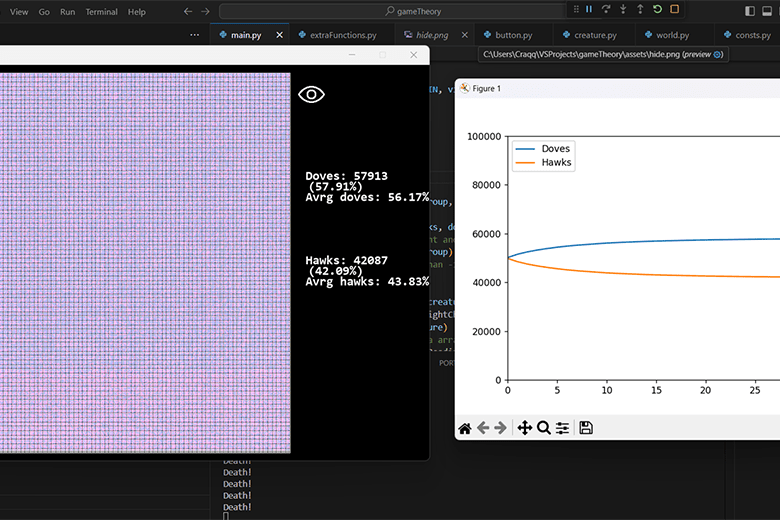 View Go Run Terminal Help
gameTheory
main.py extraFunctions.py hide.png button.py creature.py world.py consts.py
C:\Users\Craqq\VSProjects\gameTheory\assets\hide.png (preview)
Figure 1
Doves: 57913
(57.91%)
Avrg doves: 56.17%
Hawks: 42087
(42.09%)
Avrg hawks: 43.83%
100000
80000
60000
40000
20000
0
Doves
Hawks
0 5 10 15 20 25
Death!
Death!
Death!
Death!
Death!